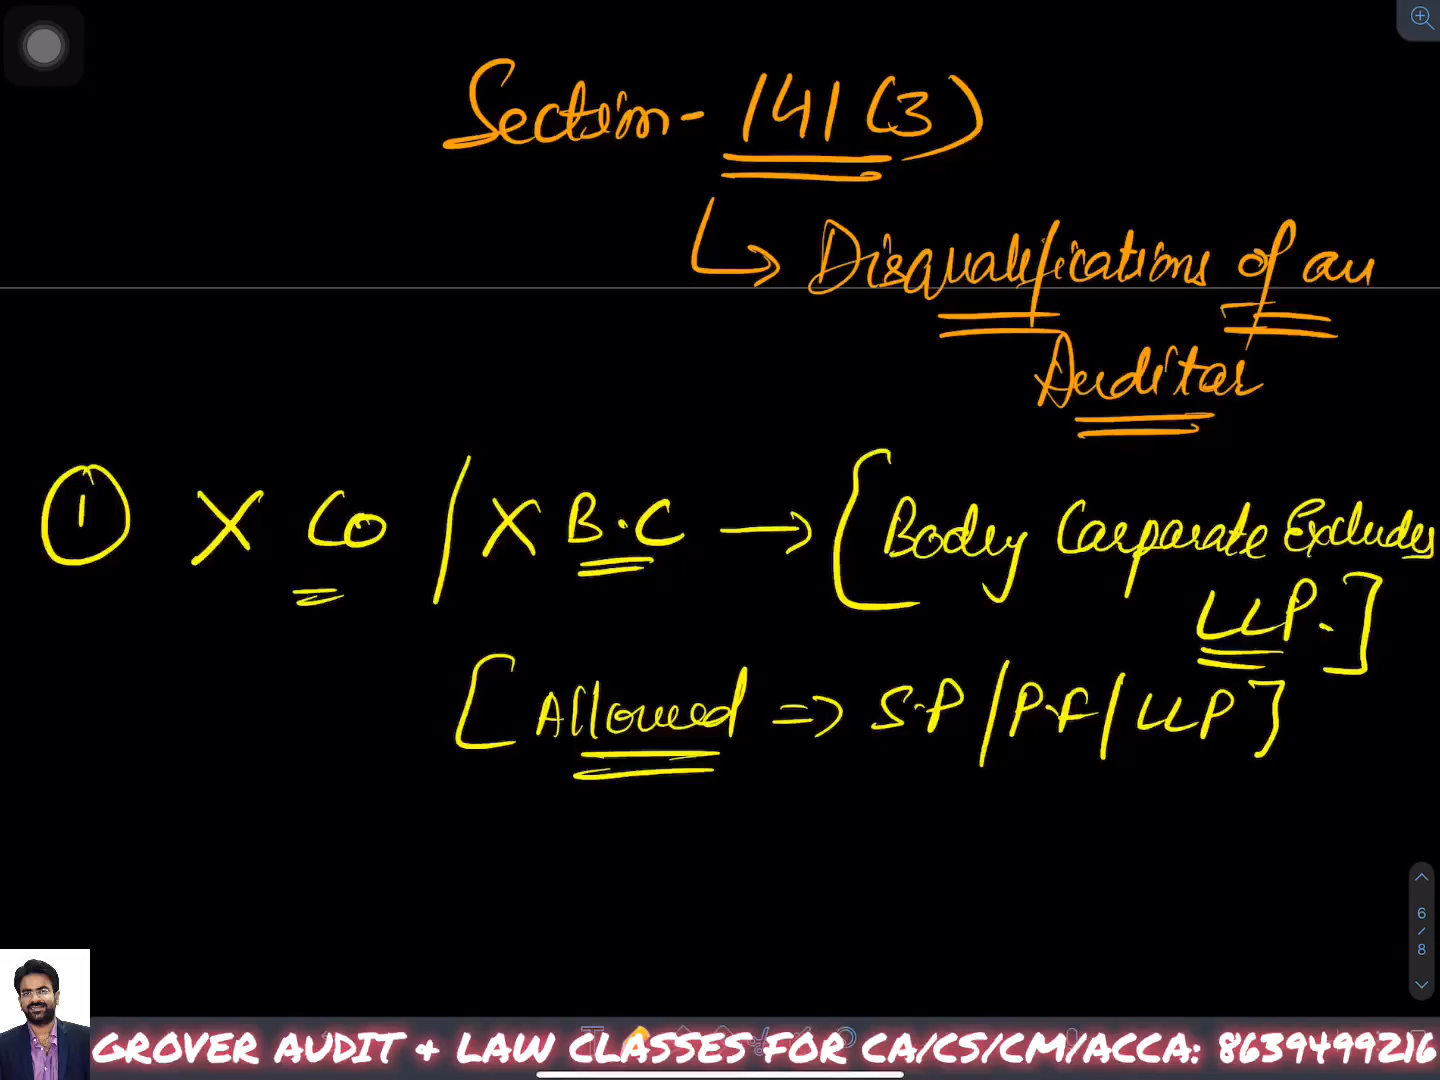 Section - 141 (3)
↳ Disqualifications of an
Auditor
① X Co / X B.C → [Body Corporate Excludes
LLP.]
[Allowed => S.P / P.F / LLP]
6
/
8
GROVER AUDIT + LAW CLASSES FOR CA/CS/CM/ACCA: 8639499216